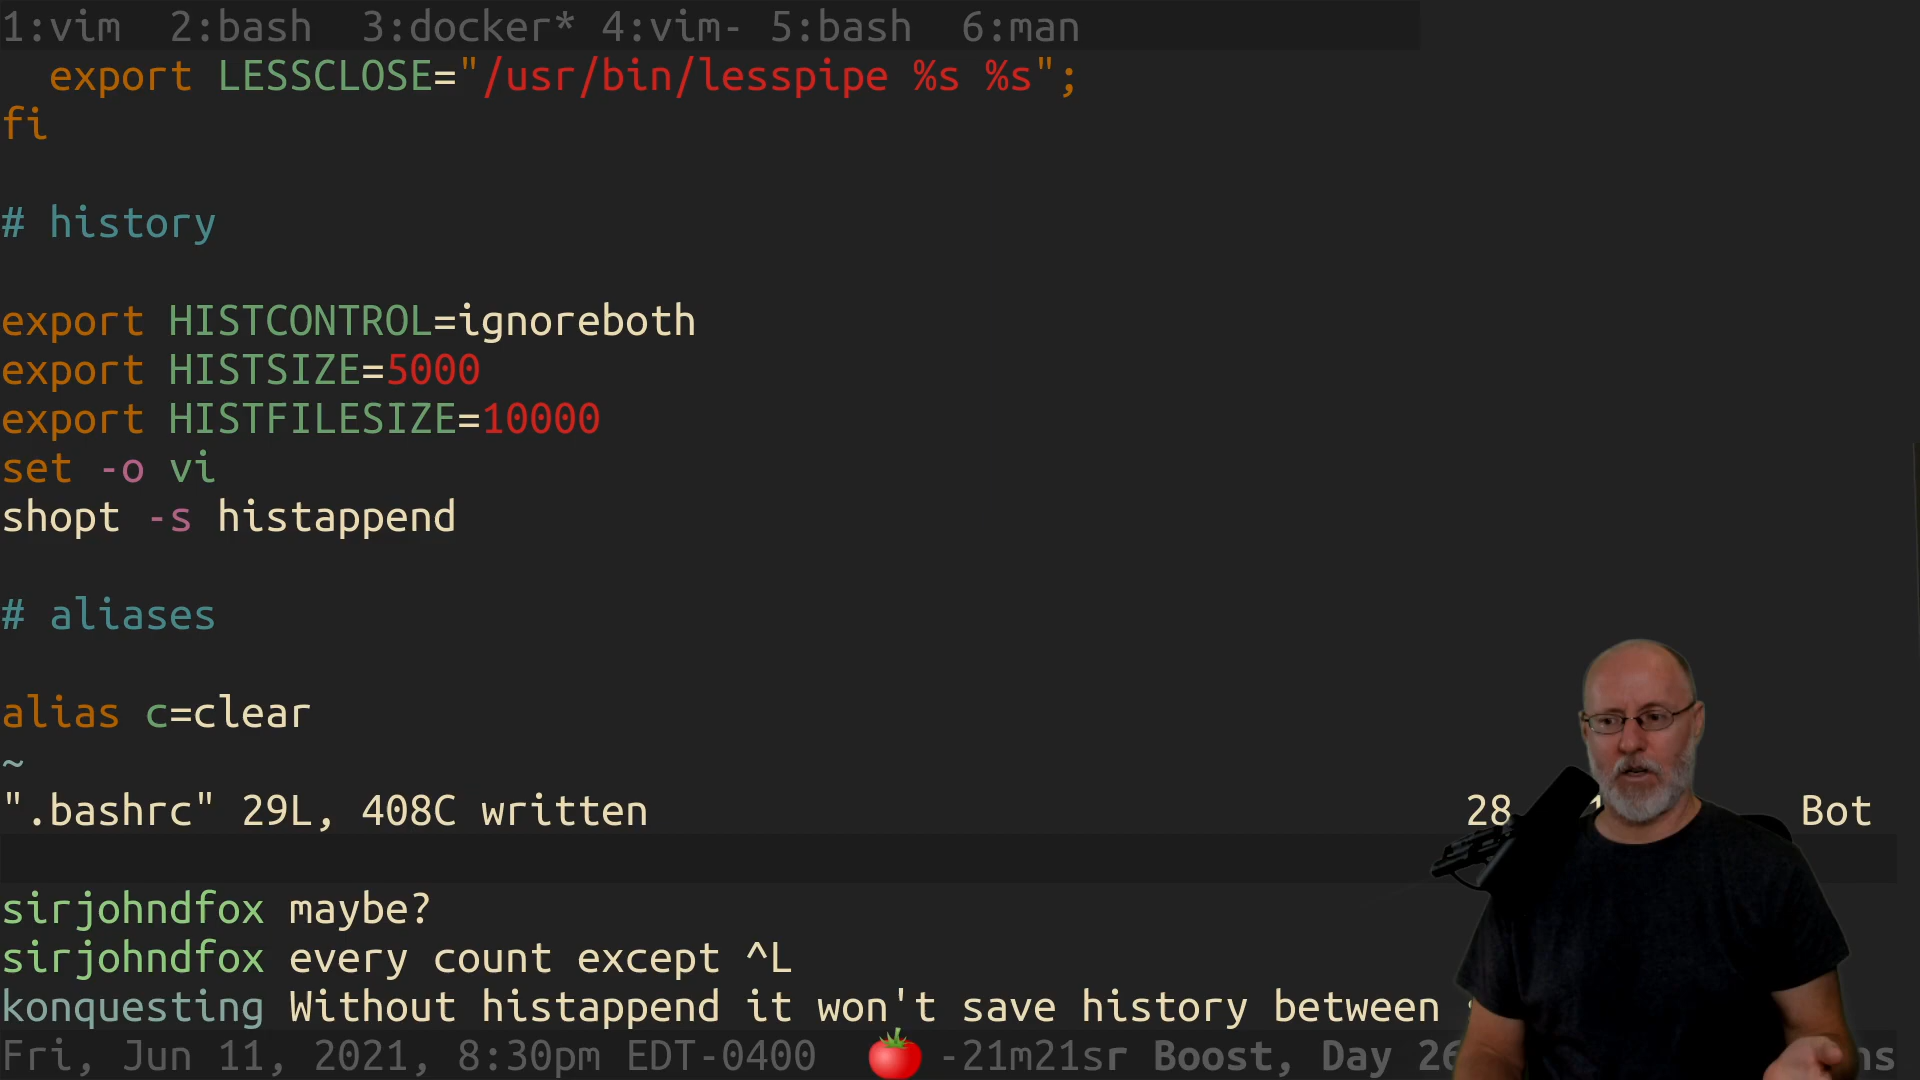 1:vim  2:bash  3:docker* 4:vim- 5:bash  6:man
  export LESSCLOSE="/usr/bin/lesspipe %s %s";
fi
# history
export HISTCONTROL=ignoreboth
export HISTSIZE=5000
export HISTFILESIZE=10000
set -o vi
shopt -s histappend
# aliases
alias c=clear
~
".bashrc" 29L, 408C written 28 Bot
sirjohndfox maybe?
sirjohndfox every count except ^L
konquesting Without histappend it won't save history between
Fri, Jun 11, 2021, 8:30pm EDT-0400 🍅 -21m21sr Boost, Day